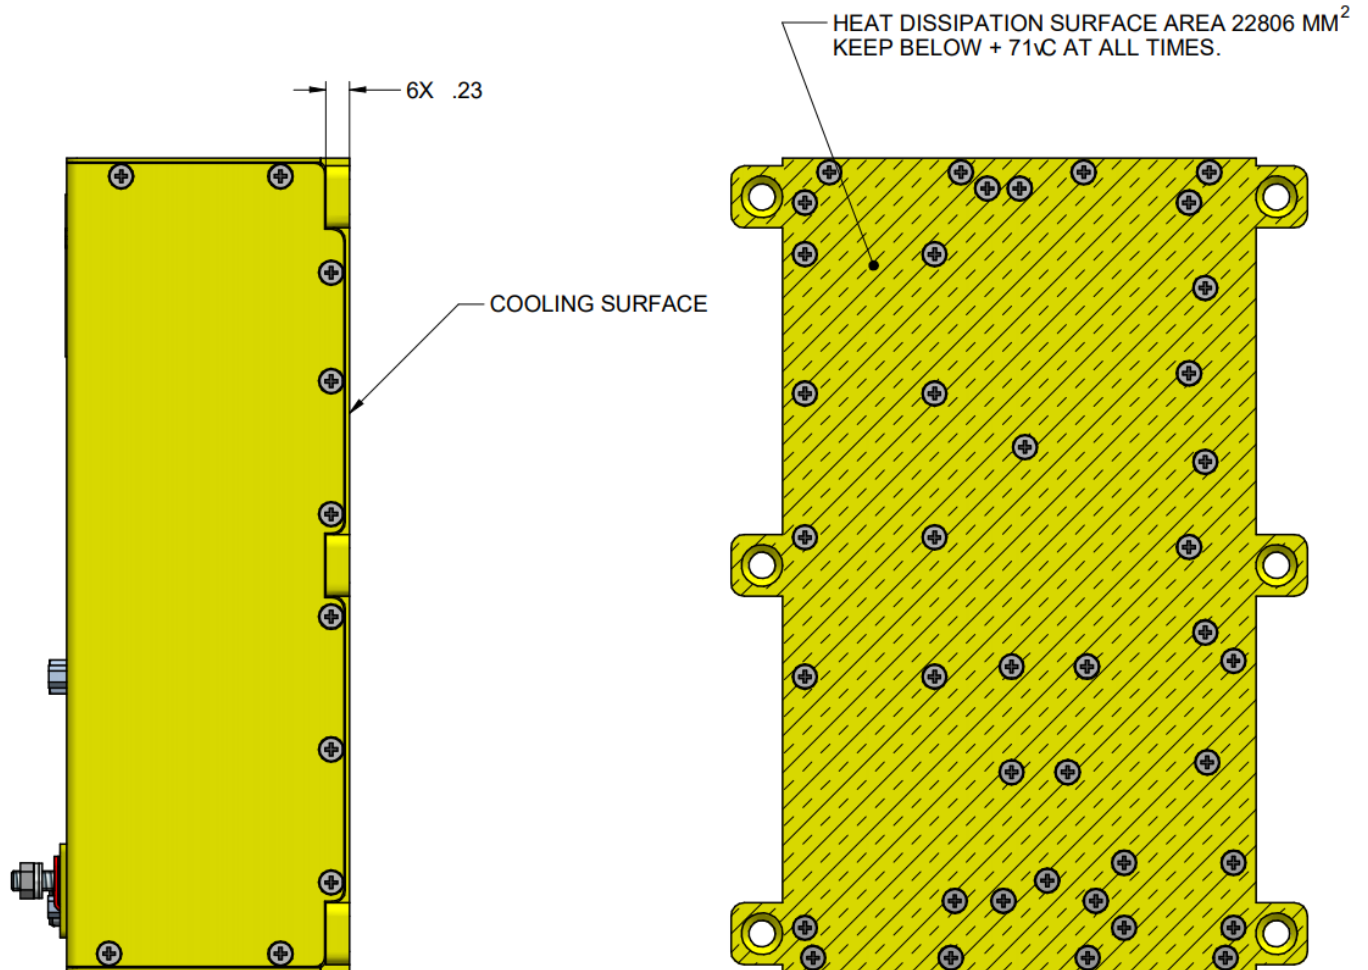 HEAT DISSIPATION SURFACE AREA 22806 MM²
KEEP BELOW + 71√C AT ALL TIMES.
6X .23
COOLING SURFACE